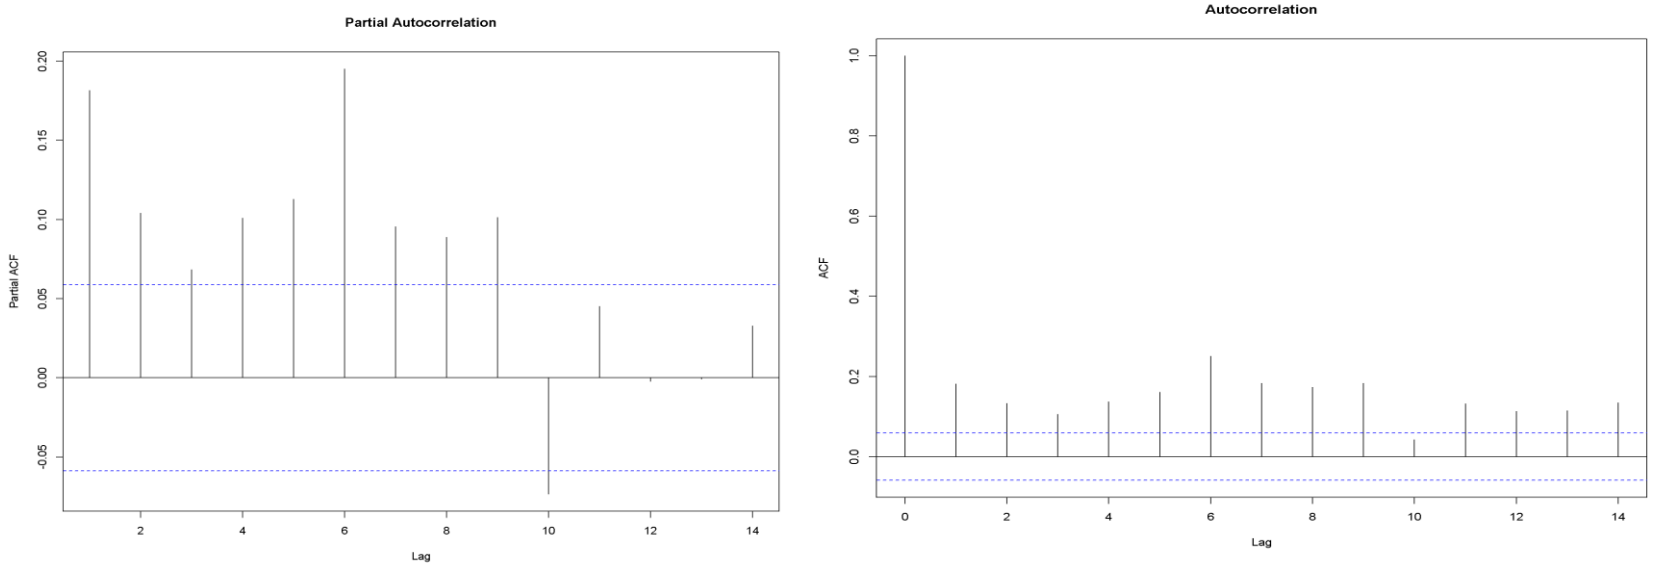 Partial Autocorrelation
Partial ACF
0.20
0.15
0.10
0.05
0.00
-0.05
2 4 6 8 10 12 14
Lag
Autocorrelation
ACF
1.0
0.8
0.6
0.4
0.2
0.0
0 2 4 6 8 10 12 14
Lag